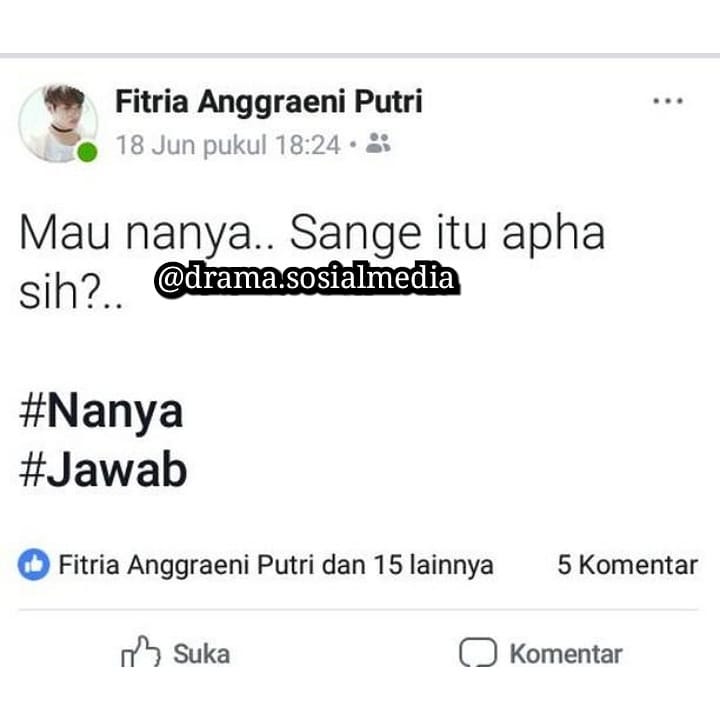 Fitria Anggraeni Putri
18 Jun pukul 18:24
Mau nanya.. Sange itu apha
sih?..
@drama.sosialmedia
#Nanya
#Jawab
Fitria Anggraeni Putri dan 15 lainnya
5 Komentar
Suka
Komentar